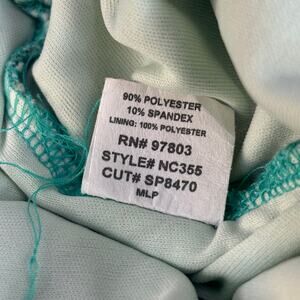 90% POLYESTER
10% SPANDEX
LINING: 100% POLYESTER
RN# 97803
STYLE# NC355
CUT# SP8470
MLP